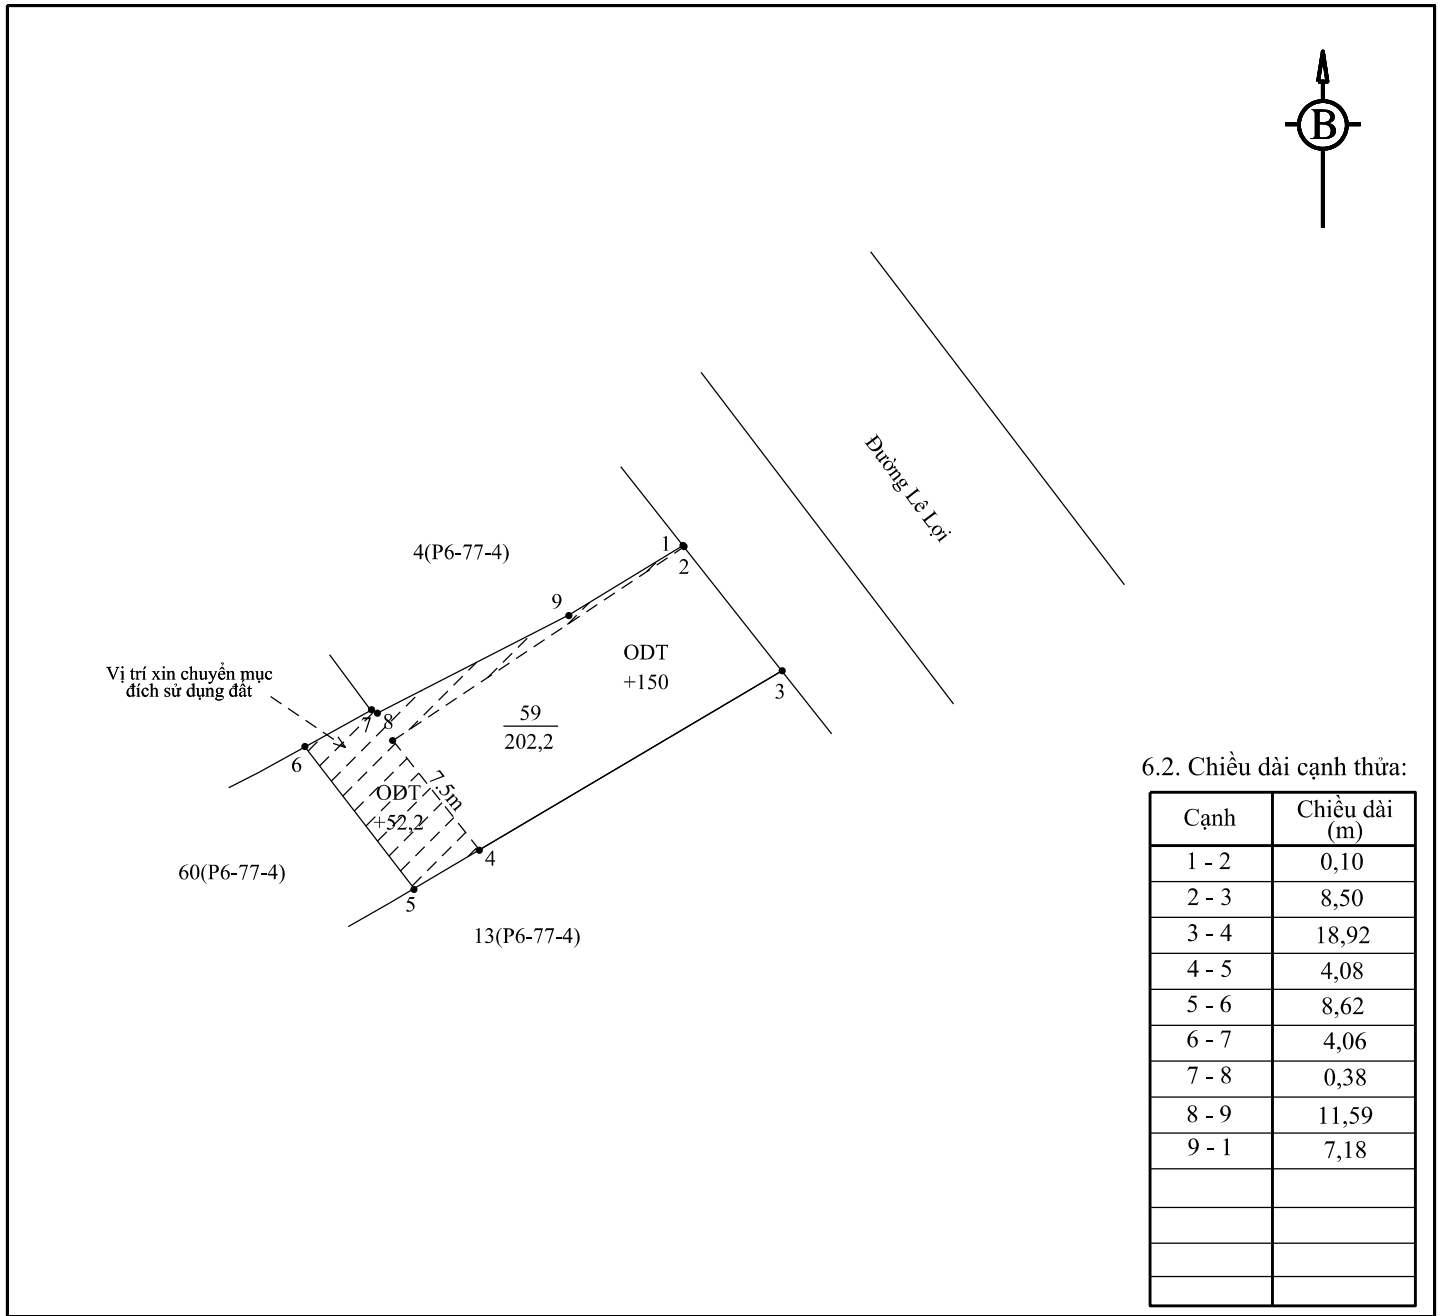 B
Đường Lê Lợi
4(P6-77-4)
1
2
9
ODT
+150
3
Vị trí xin chuyển mục
đích sử dụng đất
7
8
59
202,2
6
7.5m
ODT
+52,2
4
60(P6-77-4)
5
13(P6-77-4)
6.2. Chiều dài cạnh thửa:
Cạnh Chiều dài
(m)
1 - 2 0,10
2 - 3 8,50
3 - 4 18,92
4 - 5 4,08
5 - 6 8,62
6 - 7 4,06
7 - 8 0,38
8 - 9 11,59
9 - 1 7,18